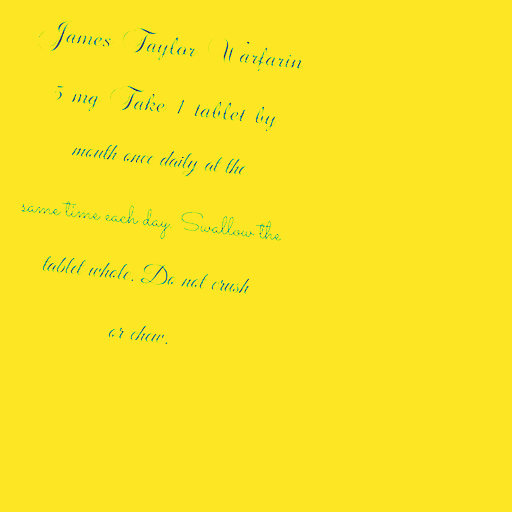 James Taylor Warfarin
mg Take 1 tablet by
mouth once daily at the
same time each day. Swallow the
tablet whole. Do not crush
or chew.